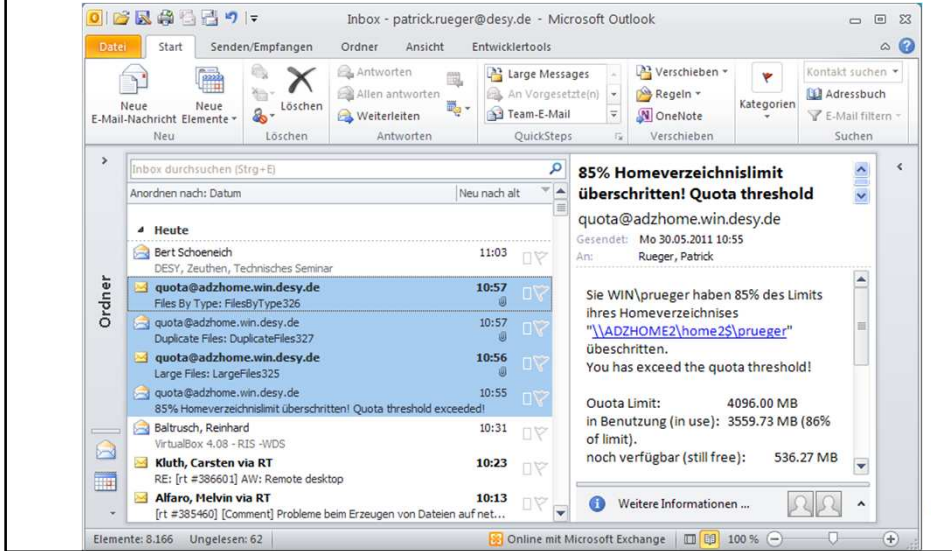 Inbox - patrick.rueger@desy.de - Microsoft Outlook
Datei Start Senden/Empfangen Ordner Ansicht Entwicklertools
Neue E-Mail-Nachricht
Neue Elemente
Neu
Löschen
Löschen
Antworten
Allen antworten
Weiterleiten
Antworten
Large Messages
An Vorgesetzte(n)
Team-E-Mail
QuickSteps
Verschieben
Regeln
OneNote
Verschieben
Kategorien
Kontakt suchen
Adressbuch
E-Mail filtern
Suchen
Ordner
Inbox durchsuchen (Strg+E)
Anordnen nach: Datum Neu nach alt
Heute
Bert Schoeneich 11:03
DESY, Zeuthen, Technisches Seminar
quota@adzhome.win.desy.de 10:57
Files By Type: FilesByType326
quota@adzhome.win.desy.de 10:57
Duplicate Files: DuplicateFiles327
quota@adzhome.win.desy.de 10:56
Large Files: LargeFiles325
quota@adzhome.win.desy.de 10:55
85% Homeverzeichnislimit überschritten! Quota threshold exceeded!
Baltrusch, Reinhard 10:31
VirtualBox 4.08 - RIS -WDS
Kluth, Carsten via RT 10:23
RE: [rt #386601] AW: Remote desktop
Alfaro, Melvin via RT 10:13
[rt #385460] [Comment] Probleme beim Erzeugen von Dateien auf net...
85% Homeverzeichnislimit
überschritten! Quota threshold
quota@adzhome.win.desy.de
Gesendet: Mo 30.05.2011 10:55
An: Rueger, Patrick
Sie WIN\prueger haben 85% des Limits
ihres Homeverzeichnises
"\\ADZHOME2\home2$\prueger"
übeschritten.
You has exceed the quota threshold!
Quota Limit: 4096.00 MB
in Benutzung (in use): 3559.73 MB (86%
of limit).
noch verfügbar (still free): 536.27 MB
Weitere Informationen ...
Elemente: 8.166 Ungelesen: 62 Online mit Microsoft Exchange 100 %